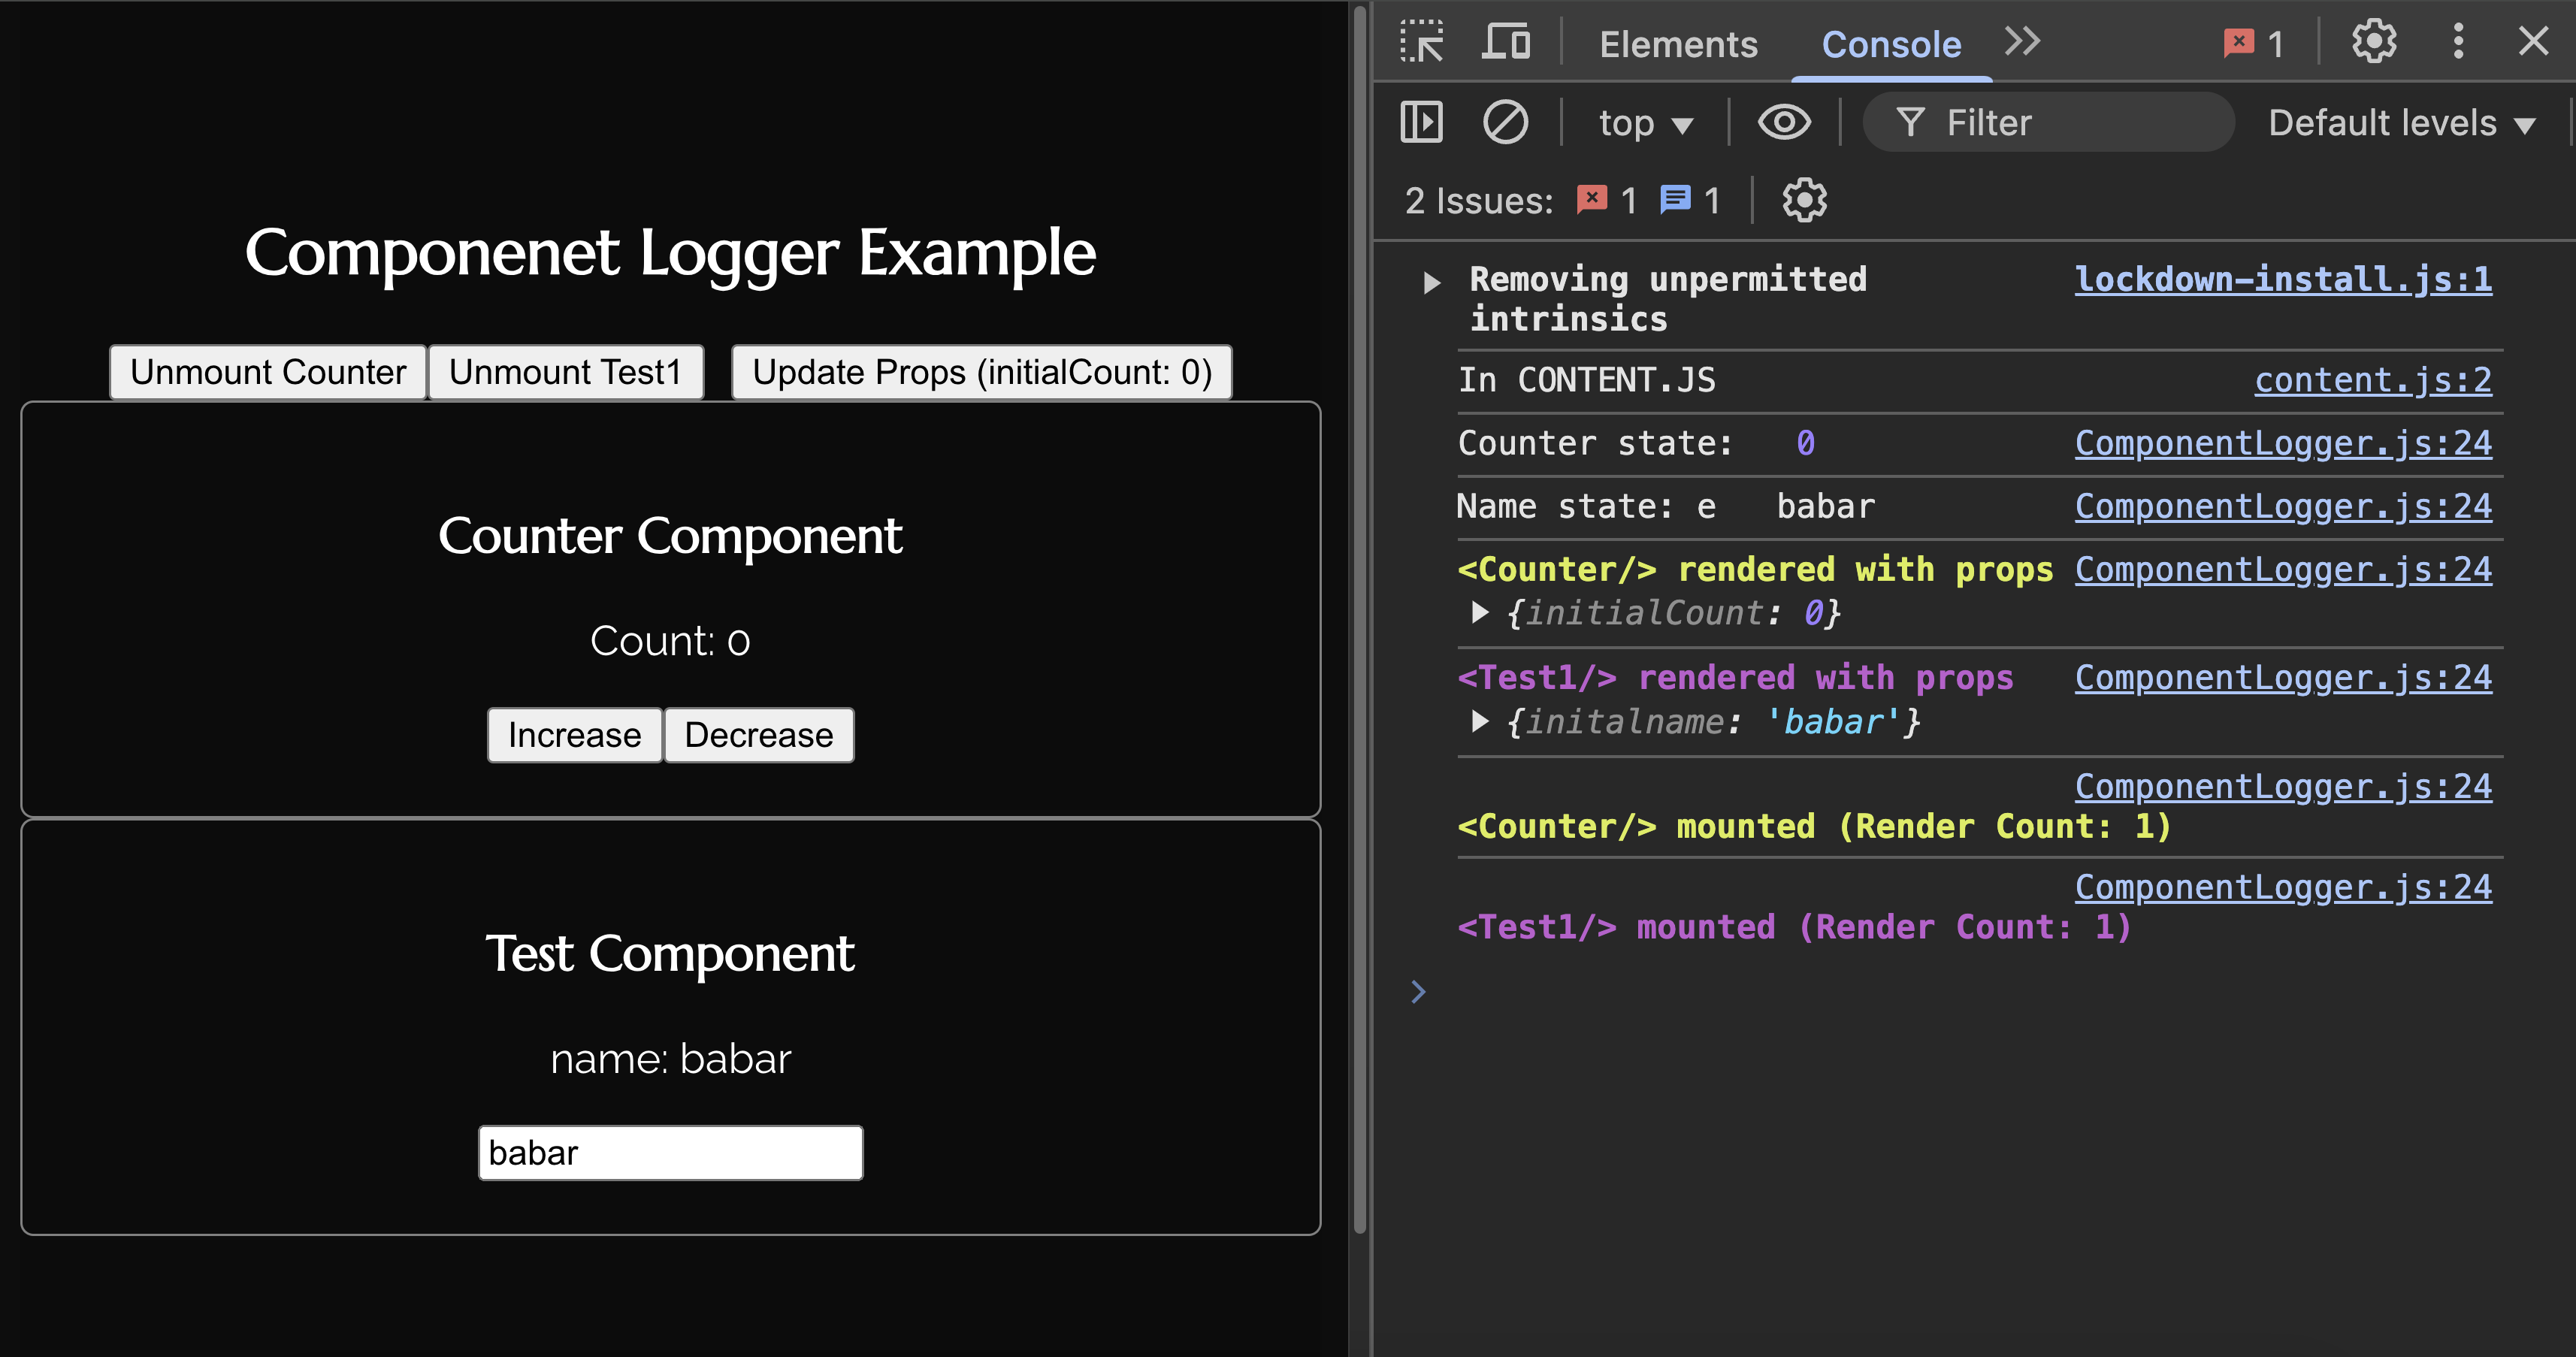 Componenet Logger Example
Unmount Counter Unmount Test1 Update Props (initialCount: 0)
Counter Component
Count: 0
Increase Decrease
Test Component
name: babar
babar
Elements Console 1
top Filter Default levels
2 Issues: 1 1
Removing unpermitted intrinsics lockdown-install.js:1
In CONTENT.JS content.js:2
Counter state: 0 ComponentLogger.js:24
Name state: e babar ComponentLogger.js:24
<Counter/> rendered with props ComponentLogger.js:24
{initialCount: 0}
<Test1/> rendered with props ComponentLogger.js:24
{initalname: 'babar'}
ComponentLogger.js:24
<Counter/> mounted (Render Count: 1)
ComponentLogger.js:24
<Test1/> mounted (Render Count: 1)